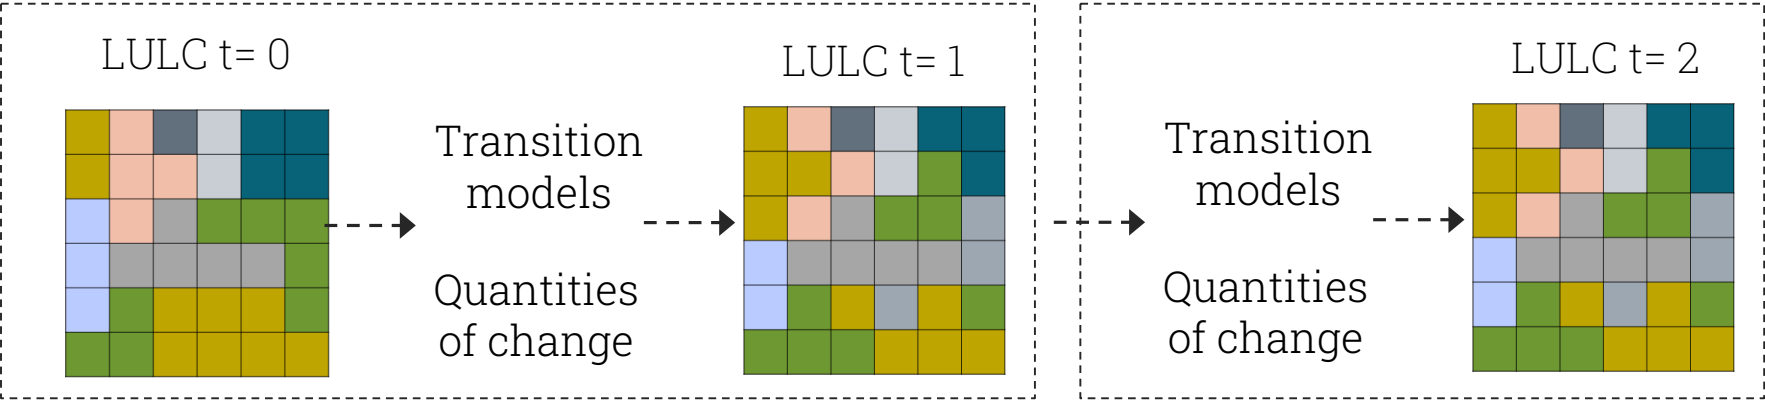 LULC t= 0
Transition
models
Quantities
of change
LULC t= 1
Transition
models
Quantities
of change
LULC t= 2